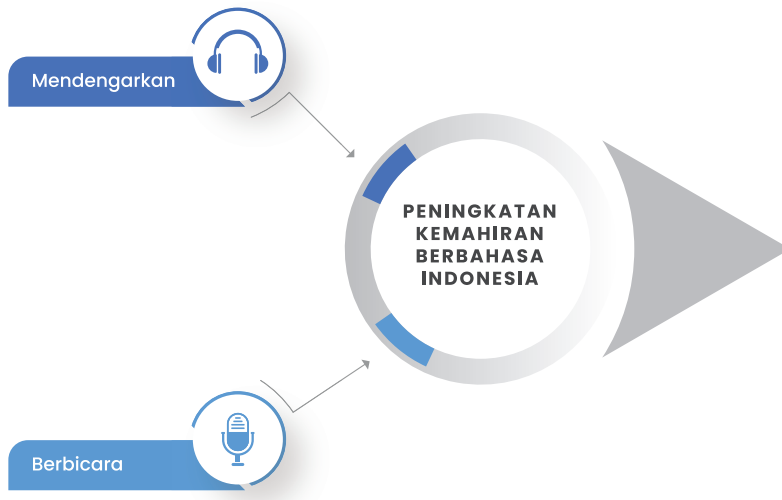 Mendengarkan
PENINGKATAN
KEMAHIRAN
BERBAHASA
INDONESIA
Berbicara